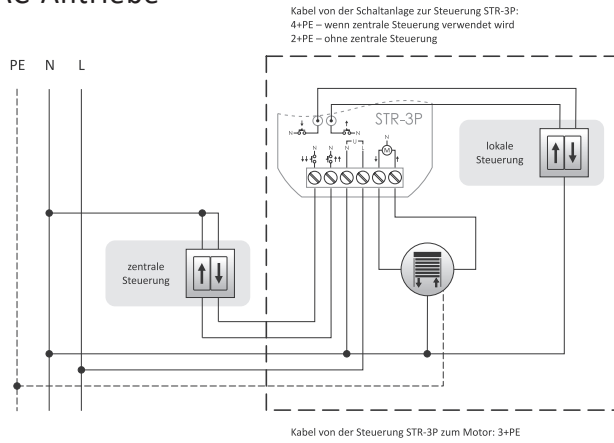 AC Antriebe
Kabel von der Schaltanlage zur Steuerung STR-3P:
4+PE – wenn zentrale Steuerung verwendet wird
2+PE – ohne zentrale Steuerung
PE N L
STR-3P
N N
N N N U L N M
lokale
Steuerung
zentrale
Steuerung
Kabel von der Steuerung STR-3P zum Motor: 3+PE